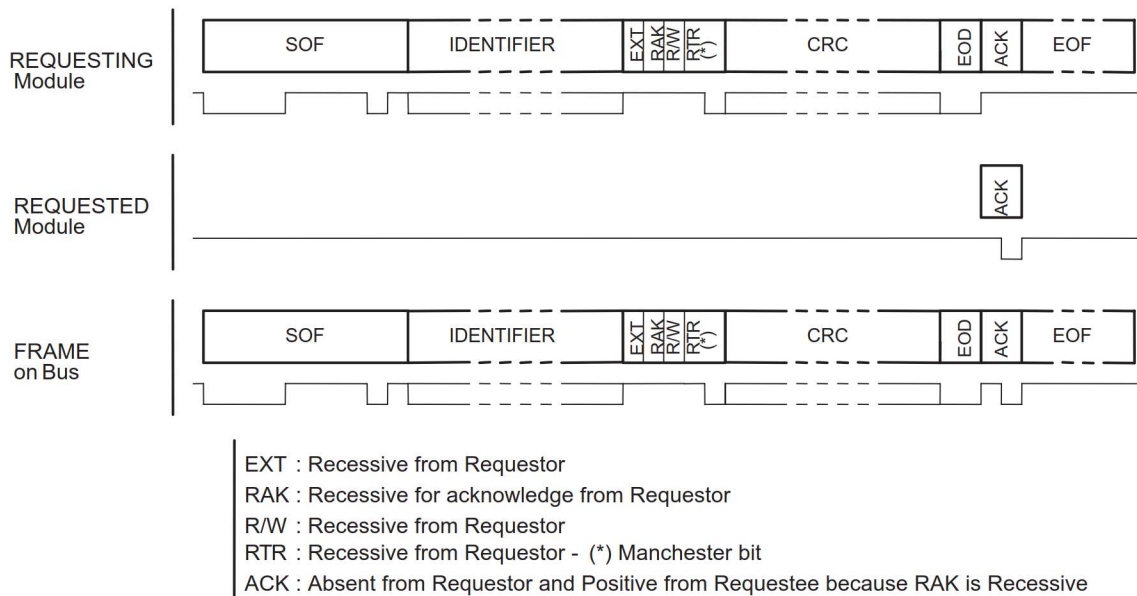 SOF IDENTIFIER EXT RAK R/W RTR (*) CRC EOD ACK EOF
REQUESTING
Module
ACK
REQUESTED
Module
SOF IDENTIFIER EXT RAK R/W RTR (*) CRC EOD ACK EOF
FRAME
on Bus
EXT : Recessive from Requestor
RAK : Recessive for acknowledge from Requestor
R/W : Recessive from Requestor
RTR : Recessive from Requestor - (*) Manchester bit
ACK : Absent from Requestor and Positive from Requestee because RAK is Recessive